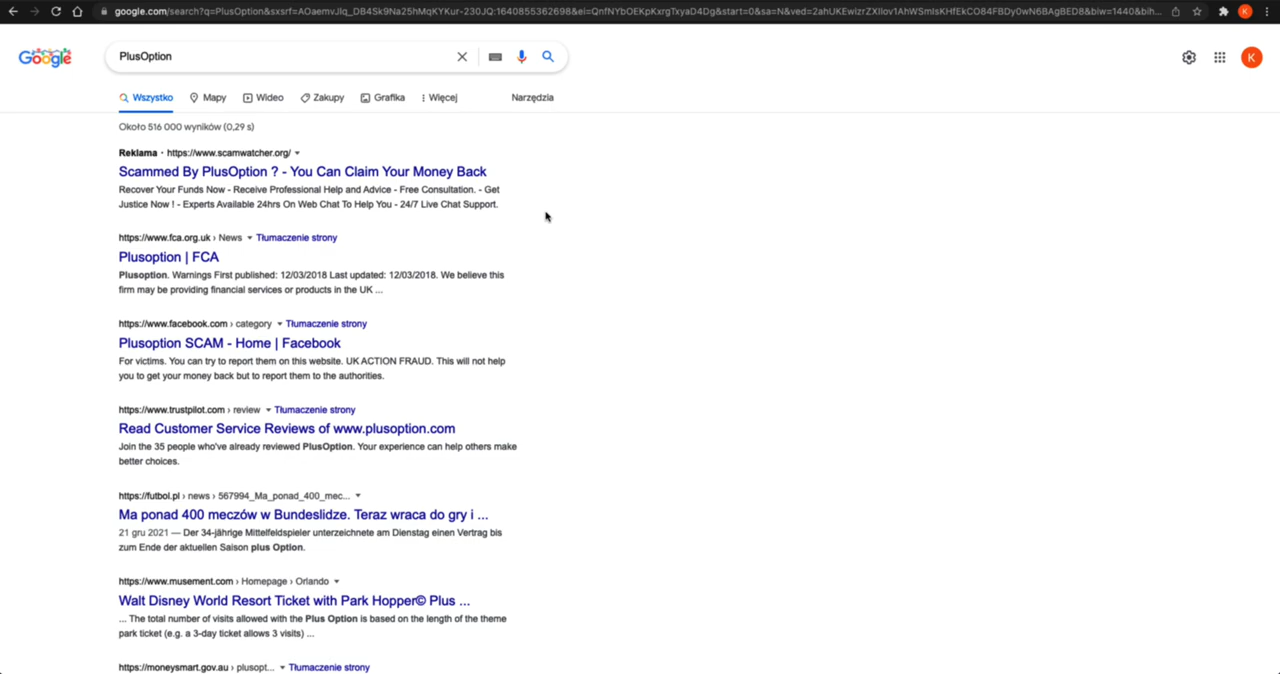 google.com/search?q=PlusOption&sxsrf=AOaemvJlq_DB4Sk9Na25hMqKYKur-230JQ:1640855362698&ei=QnfNYbOEKpKxrgTxyaD4Dg&start=0&sa=N&ved=2ahUKEwizrZXIlov1AhWSmIsKHfEkCO84FBDy0wN6BAgBED8&biw=1440&bih...
K
Google
PlusOption
K
Wszystko
Mapy
Wideo
Zakupy
Grafika
Więcej
Narzędzia
Około 516 000 wyników (0,29 s)
Reklama · https://www.scamwatcher.org/
Scammed By PlusOption ? - You Can Claim Your Money Back
Recover Your Funds Now - Receive Professional Help and Advice - Free Consultation. - Get
Justice Now ! - Experts Available 24hrs On Web Chat To Help You - 24/7 Live Chat Support.
https://www.fca.org.uk › News Tłumaczenie strony
Plusoption | FCA
Plusoption. Warnings First published: 12/03/2018 Last updated: 12/03/2018. We believe this
firm may be providing financial services or products in the UK ...
https://www.facebook.com › category Tłumaczenie strony
Plusoption SCAM - Home | Facebook
For victims. You can try to report them on this website. UK ACTION FRAUD. This will not help
you to get your money back but to report them to the authorities.
https://www.trustpilot.com › review Tłumaczenie strony
Read Customer Service Reviews of www.plusoption.com
Join the 35 people who've already reviewed PlusOption. Your experience can help others make
better choices.
https://futbol.pl › news › 567994_Ma_ponad_400_mec...
Ma ponad 400 meczów w Bundeslidze. Teraz wraca do gry i ...
21 gru 2021 — Der 34-jährige Mittelfeldspieler unterzeichnete am Dienstag einen Vertrag bis
zum Ende der aktuellen Saison plus Option.
https://www.musement.com › Homepage › Orlando
Walt Disney World Resort Ticket with Park Hopper© Plus ...
... The total number of visits allowed with the Plus Option is based on the length of the theme
park ticket (e.g. a 3-day ticket allows 3 visits) ...
https://moneysmart.gov.au › plusopt... Tłumaczenie strony